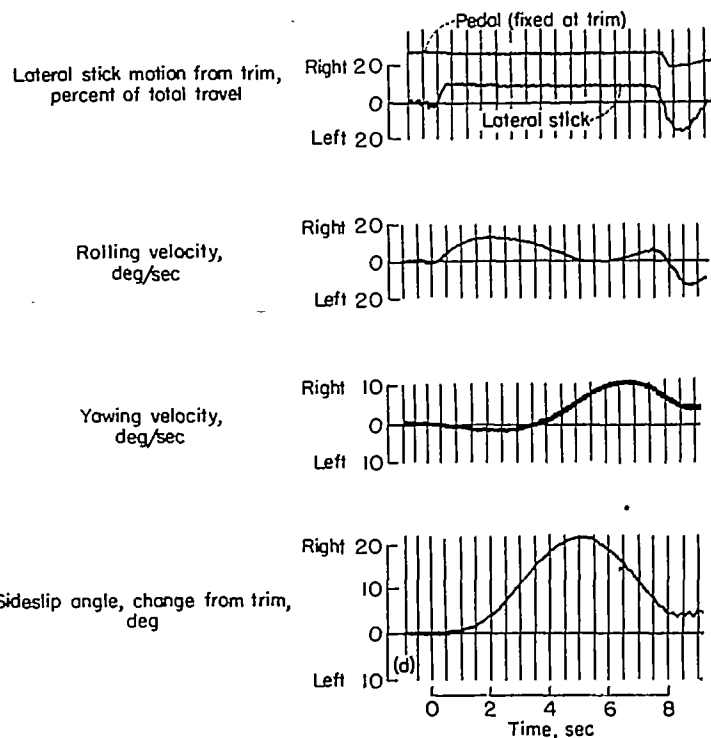 Pedal (fixed at trim)
Lateral stick motion from trim,
percent of total travel
Right 20
0
Left 20
Lateral stick
Rolling velocity,
deg/sec
Right 20
0
Left 20
Yawing velocity,
deg/sec
Right 10
0
Left 10
Sideslip angle, change from trim,
deg
Right 20
10
0
Left 10
(d)
0 2 4 6 8
Time, sec